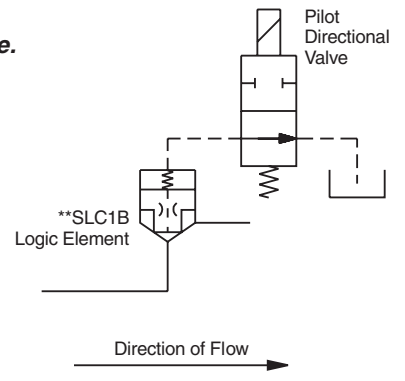 e.
Pilot
Directional
Valve
**SLC1B
Logic Element
Direction of Flow